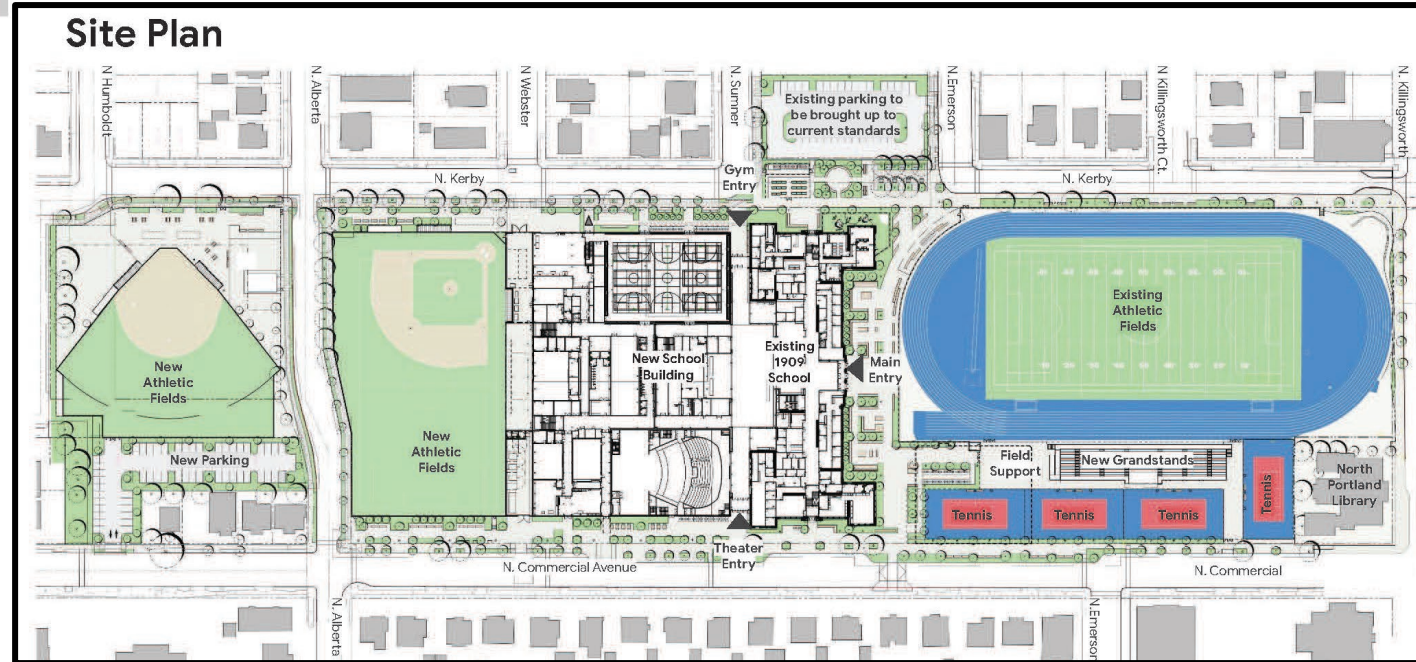 Site Plan
N Humboldt
N. Alberta
N Webster
N. Sumner
Existing parking to
be brought up to
current standards
N.Emerson
N Killingsworth Ct.
N. Killingsworth
N. Kerby
Gym
Entry
N. Kerby
New
Athletic
Fields
New Parking
New
Athletic
Fields
New School
Building
Existing
1909
School
Main
Entry
Existing
Athletic
Fields
Field
Support
New Grandstands
Tennis
Tennis
Tennis
Tennis
North
Portland
Library
Theater
Entry
N. Commercial Avenue
N. Commercial
N. Alberta
N.Emerson